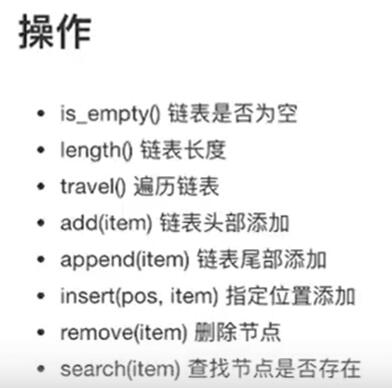 操作
• is_empty() 链表是否为空
• length() 链表长度
• travel() 遍历链表
• add(item) 链表头部添加
• append(item) 链表尾部添加
• insert(pos, item) 指定位置添加
• remove(item) 删除节点
• search(item) 查找节点是否存在